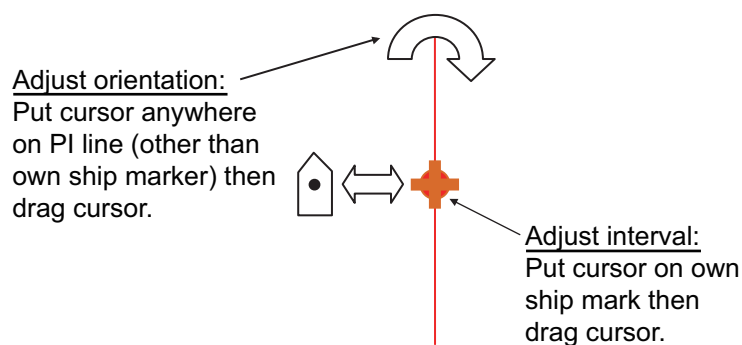 Adjust orientation:
Put cursor anywhere
on PI line (other than
own ship marker) then
drag cursor.
Adjust interval:
Put cursor on own
ship mark then
drag cursor.